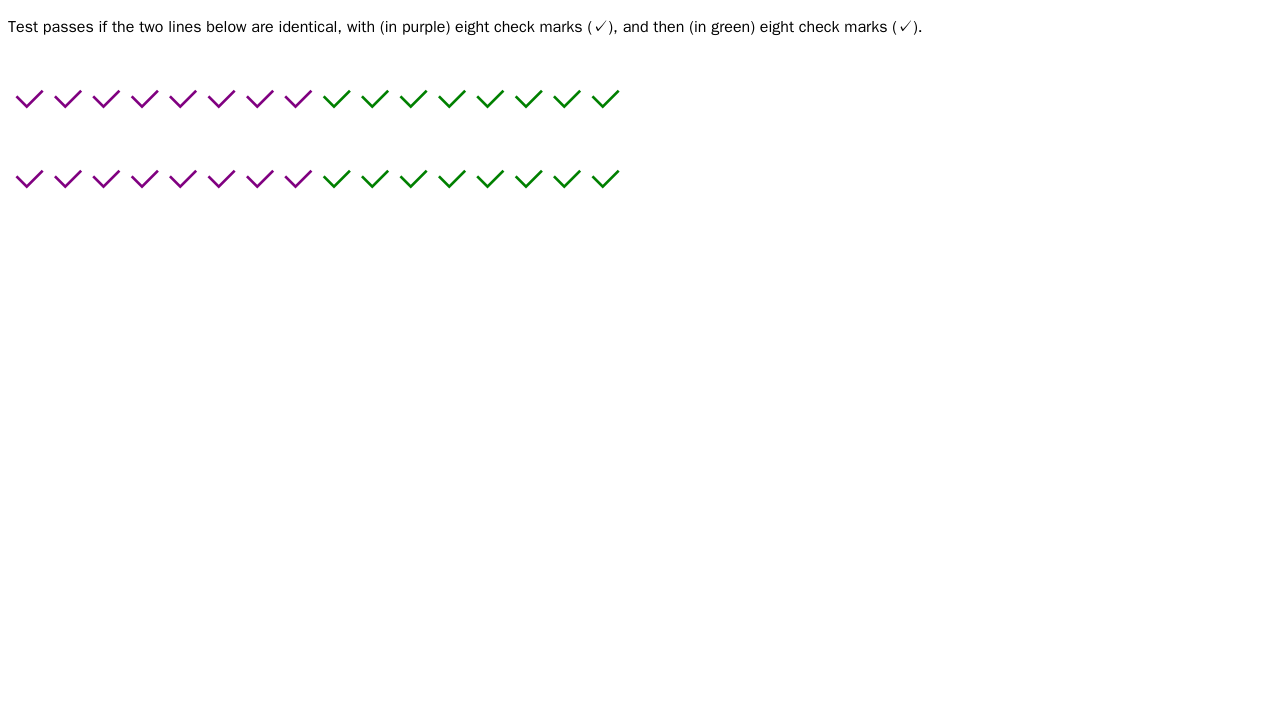 Test passes if the two lines below are identical, with (in purple) eight check marks (✓), and then (in green) eight check marks (✓).
✓✓✓✓✓✓✓✓✓✓✓✓✓✓✓✓
✓✓✓✓✓✓✓✓✓✓✓✓✓✓✓✓